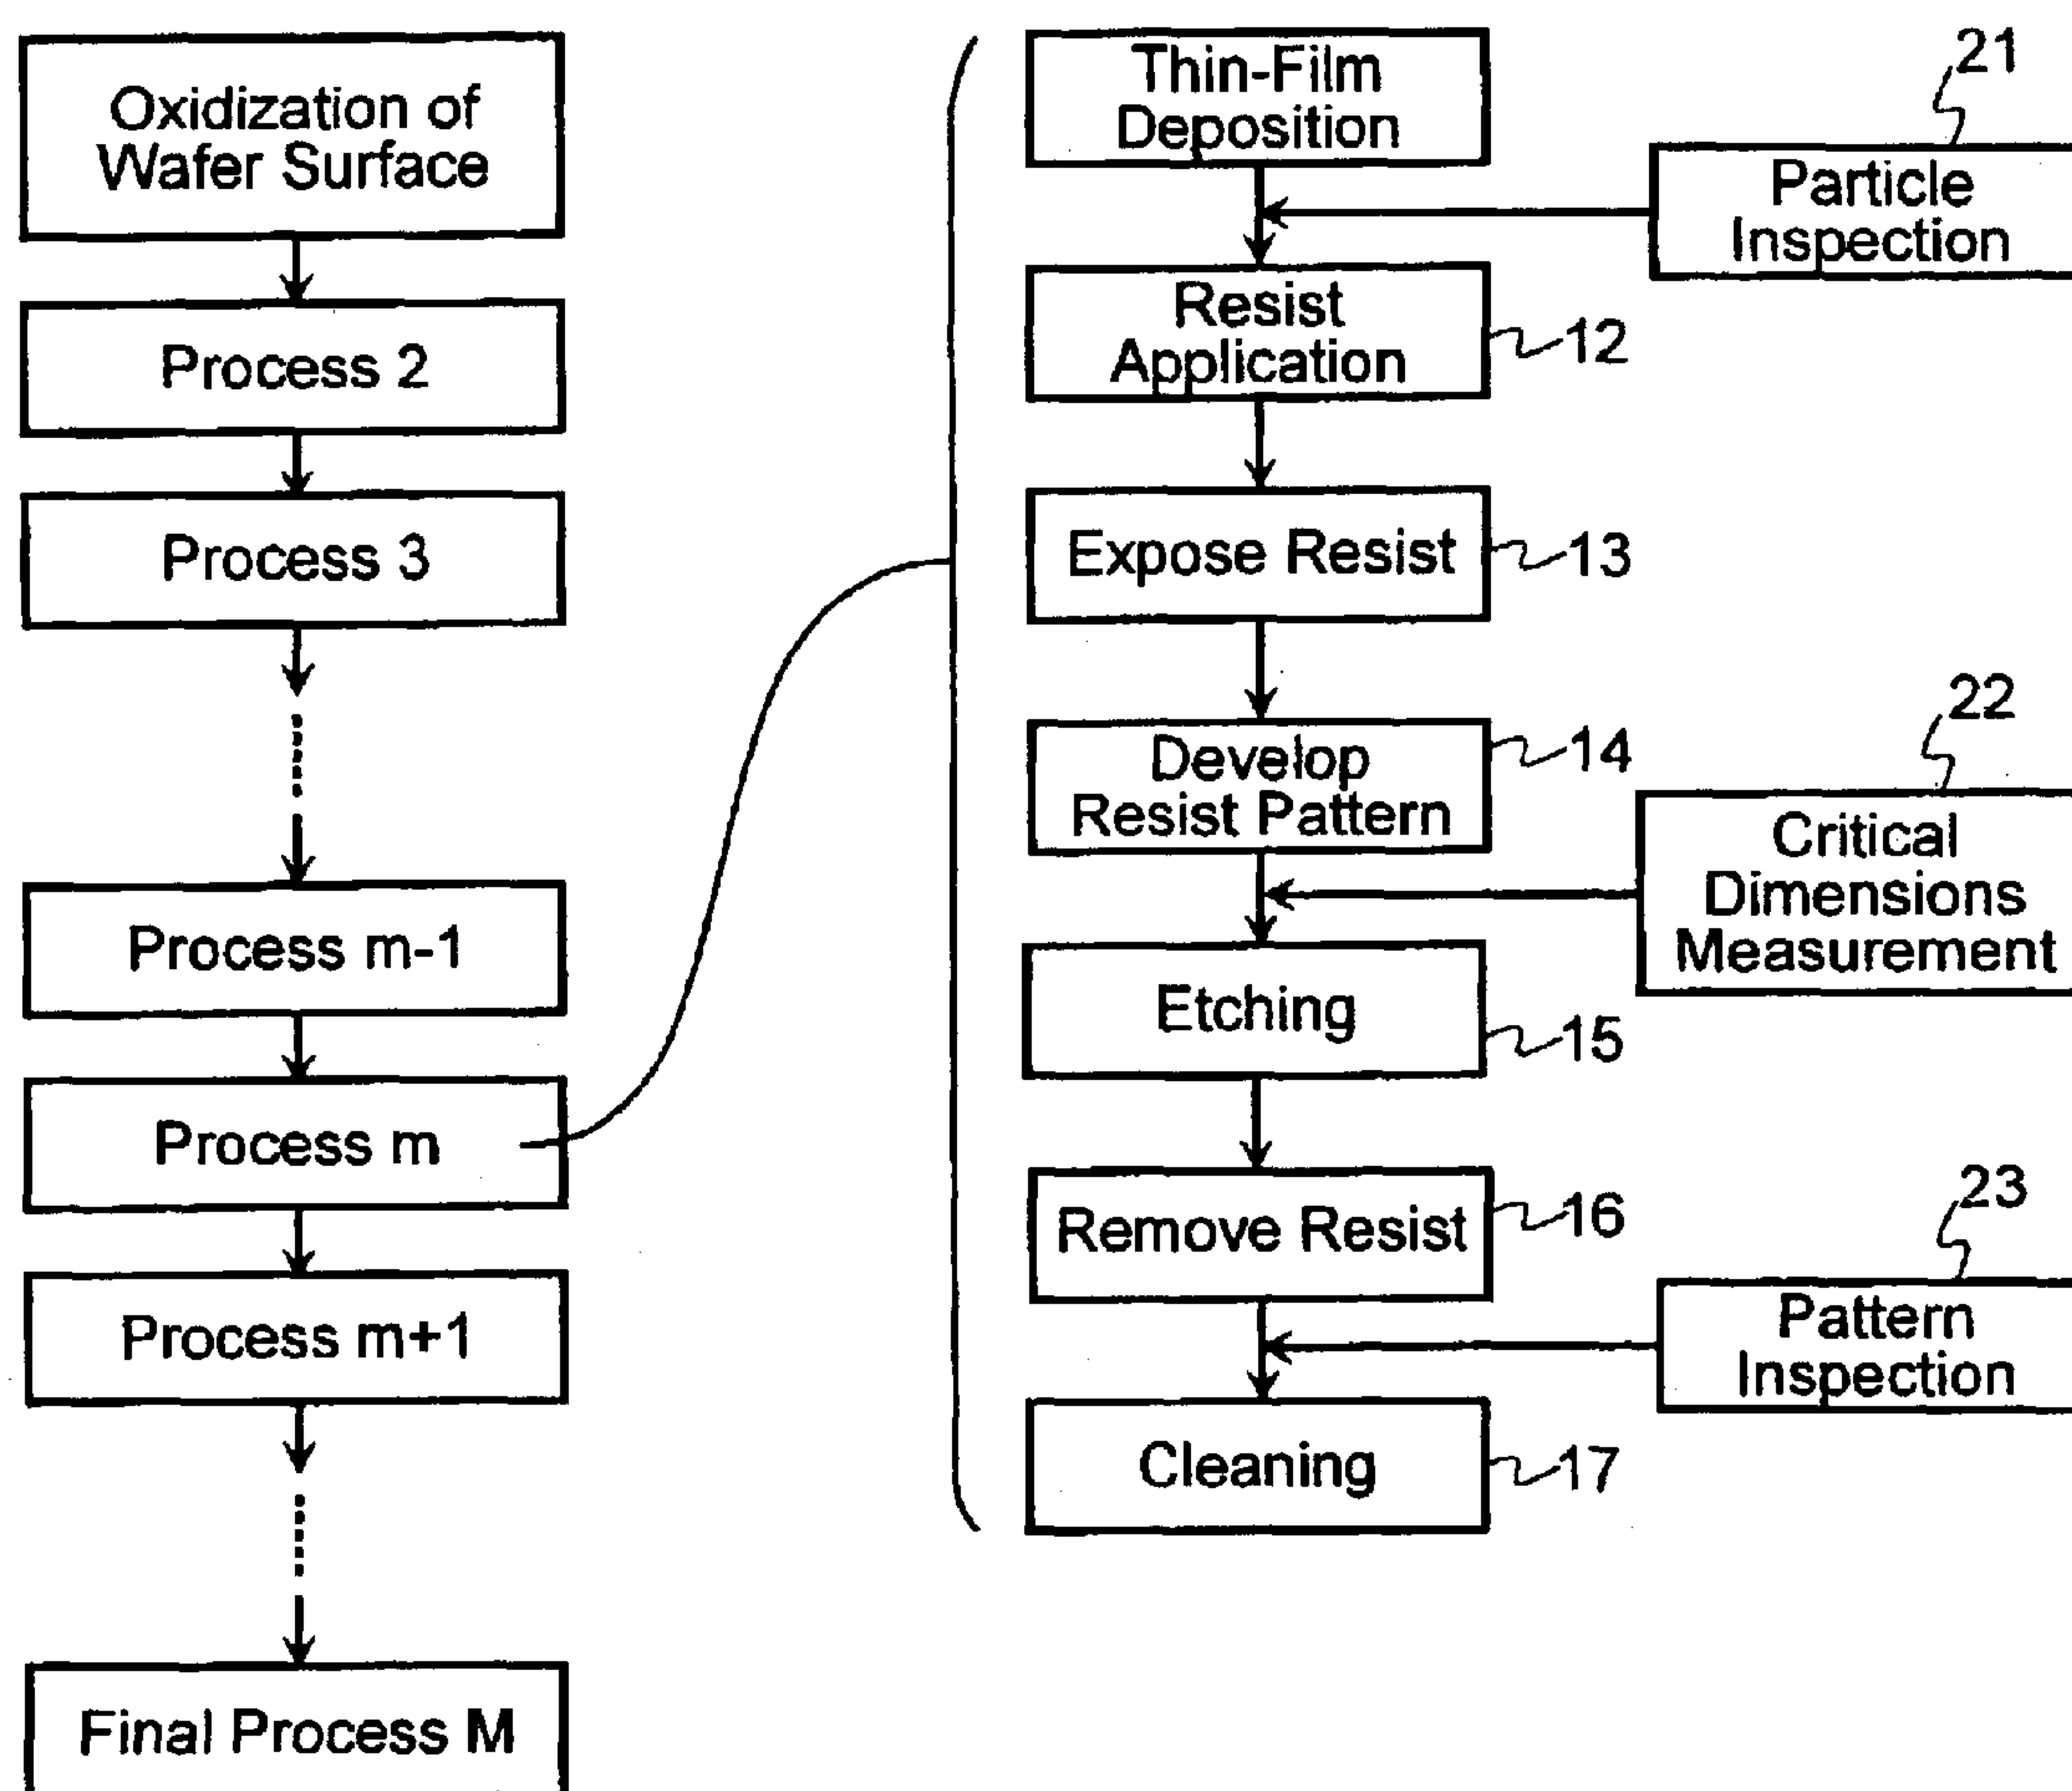 Oxidization of
Wafer Surface
Process 2
Process 3
Process m-1
Process m
Process m+1
Final Process M
Thin-Film
Deposition
21
Particle
Inspection
Resist
Application
12
Expose Resist
13
Develop
Resist Pattern
14
22
Critical
Dimensions
Measurement
Etching
15
Remove Resist
16
23
Pattern
Inspection
Cleaning
17